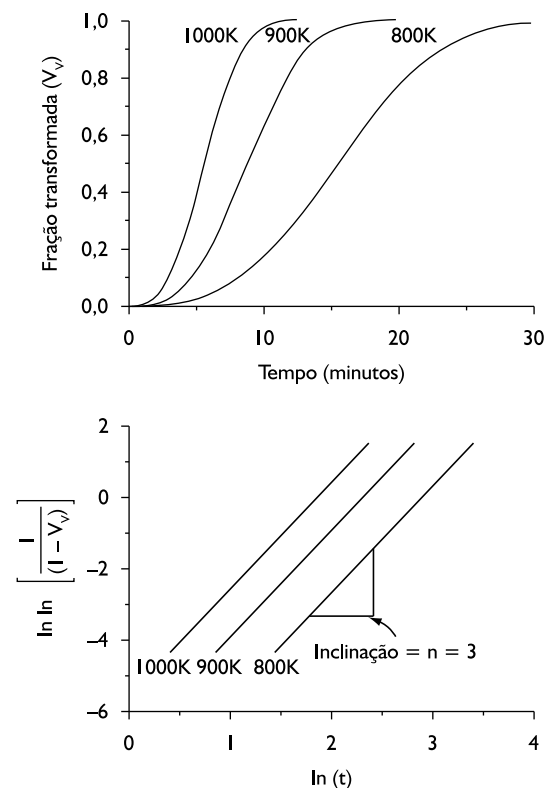 Fração transformada (Vv)
1,0
0,8
0,6
0,4
0,2
0,0
1000K 900K 800K
0 10 20 30
Tempo (minutos)
ln ln [1/(1 – Vv)]
2
0
–2
–4
–6
1000K 900K 800K
Inclinação = n = 3
0 1 2 3 4
ln (t)